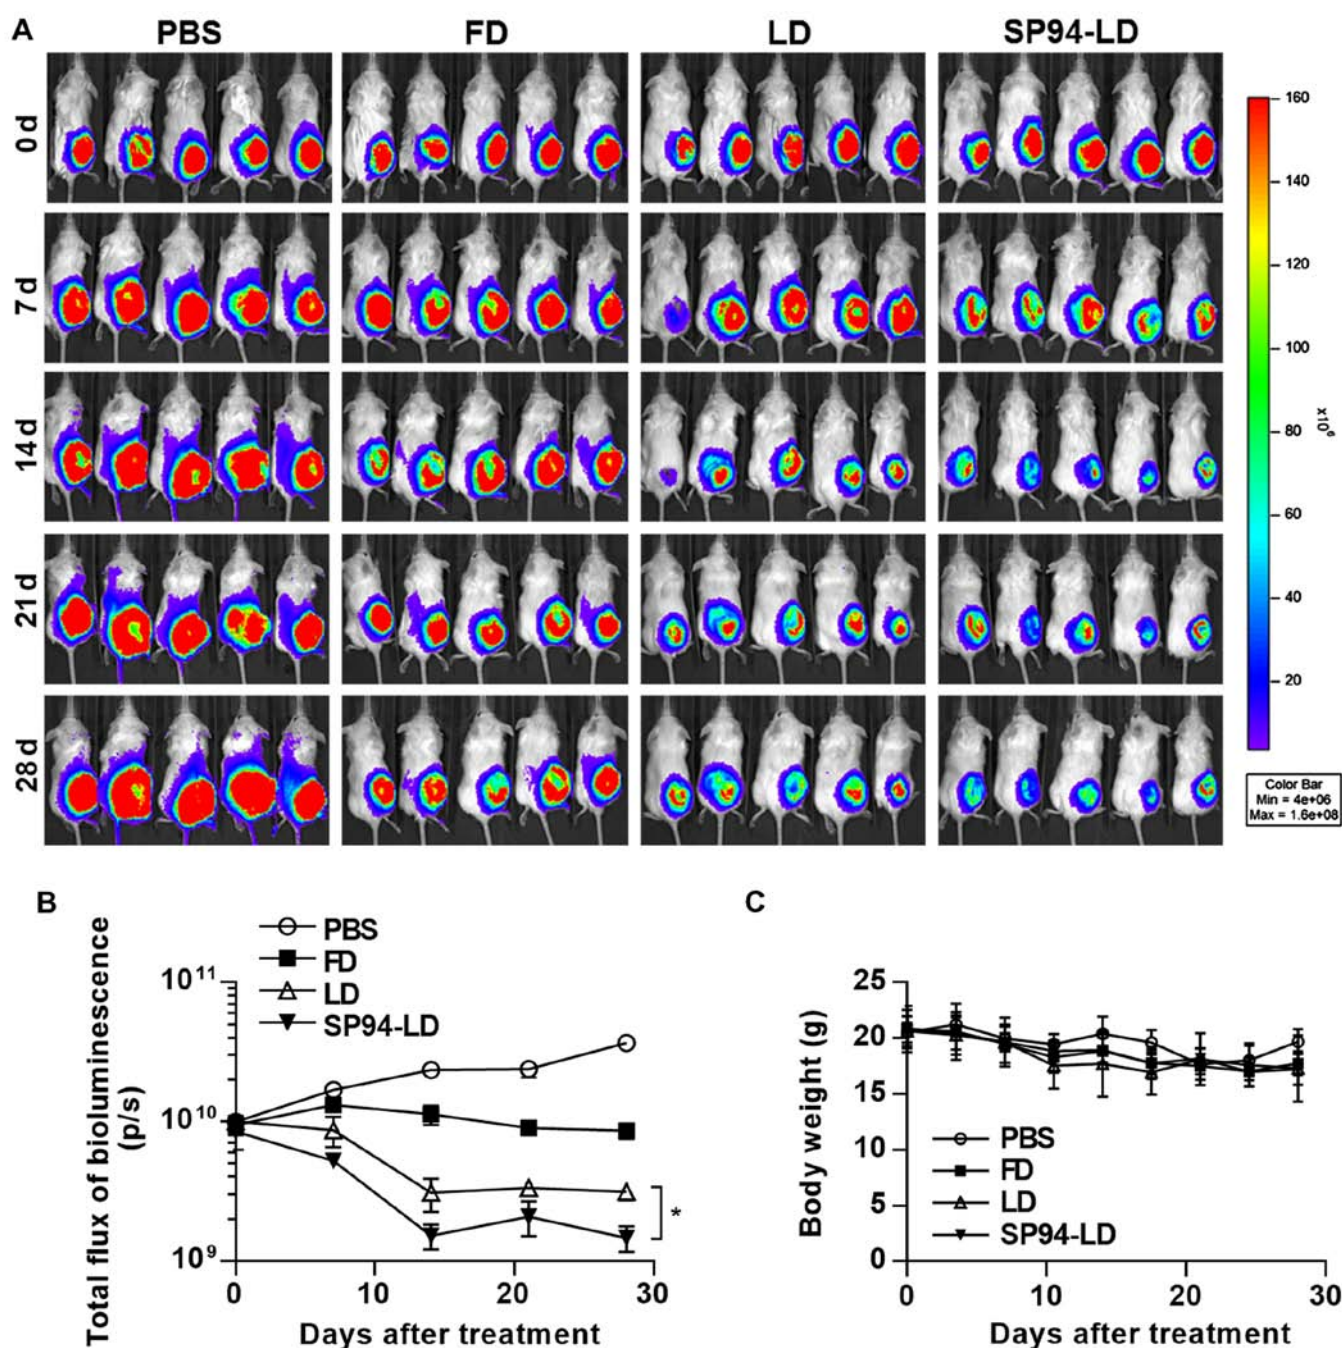 A
PBS FD LD SP94-LD
0 d
7 d
14 d
21 d
28 d
160
140
120
100
80
60
40
20
x10⁶
Color Bar
Min = 4e+06
Max = 1.6e+08
B
PBS
FD
LD
SP94-LD
Total flux of bioluminescence
(p/s)
10¹¹
10¹⁰
10⁹
*
0 10 20 30
Days after treatment
C
Body weight (g)
25
20
15
10
5
0
PBS
FD
LD
SP94-LD
0 10 20 30
Days after treatment